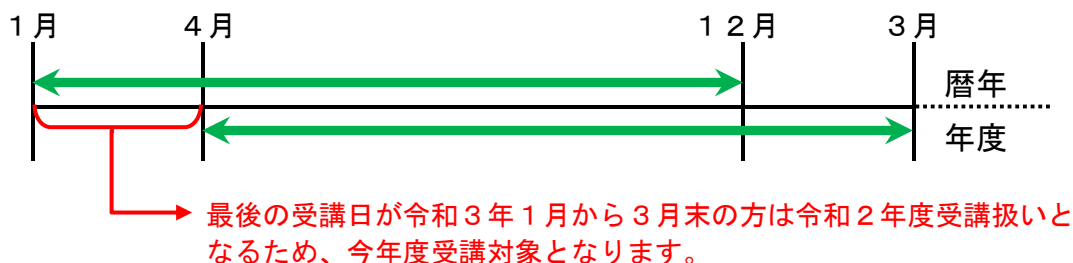 １月 ４月 １２月 ３月
暦年
年度
最後の受講日が令和３年１月から３月末の方は令和２年度受講扱いと
なるため、今年度受講対象となります。